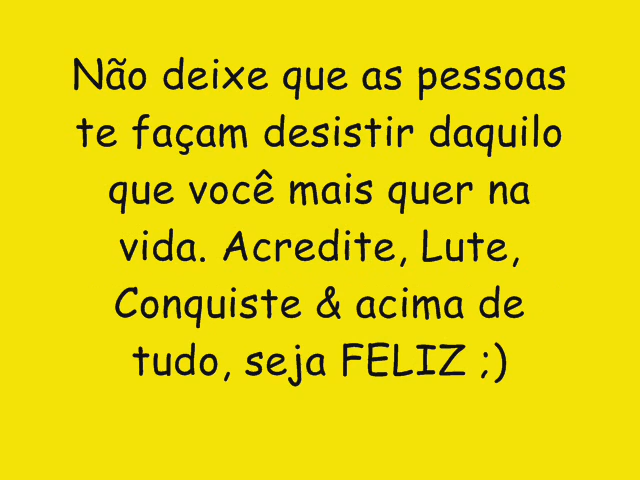 Não deixe que as pessoas
te façam desistir daquilo
que você mais quer na
vida. Acredite, Lute,
Conquiste & acima de
tudo, seja FELIZ ;)